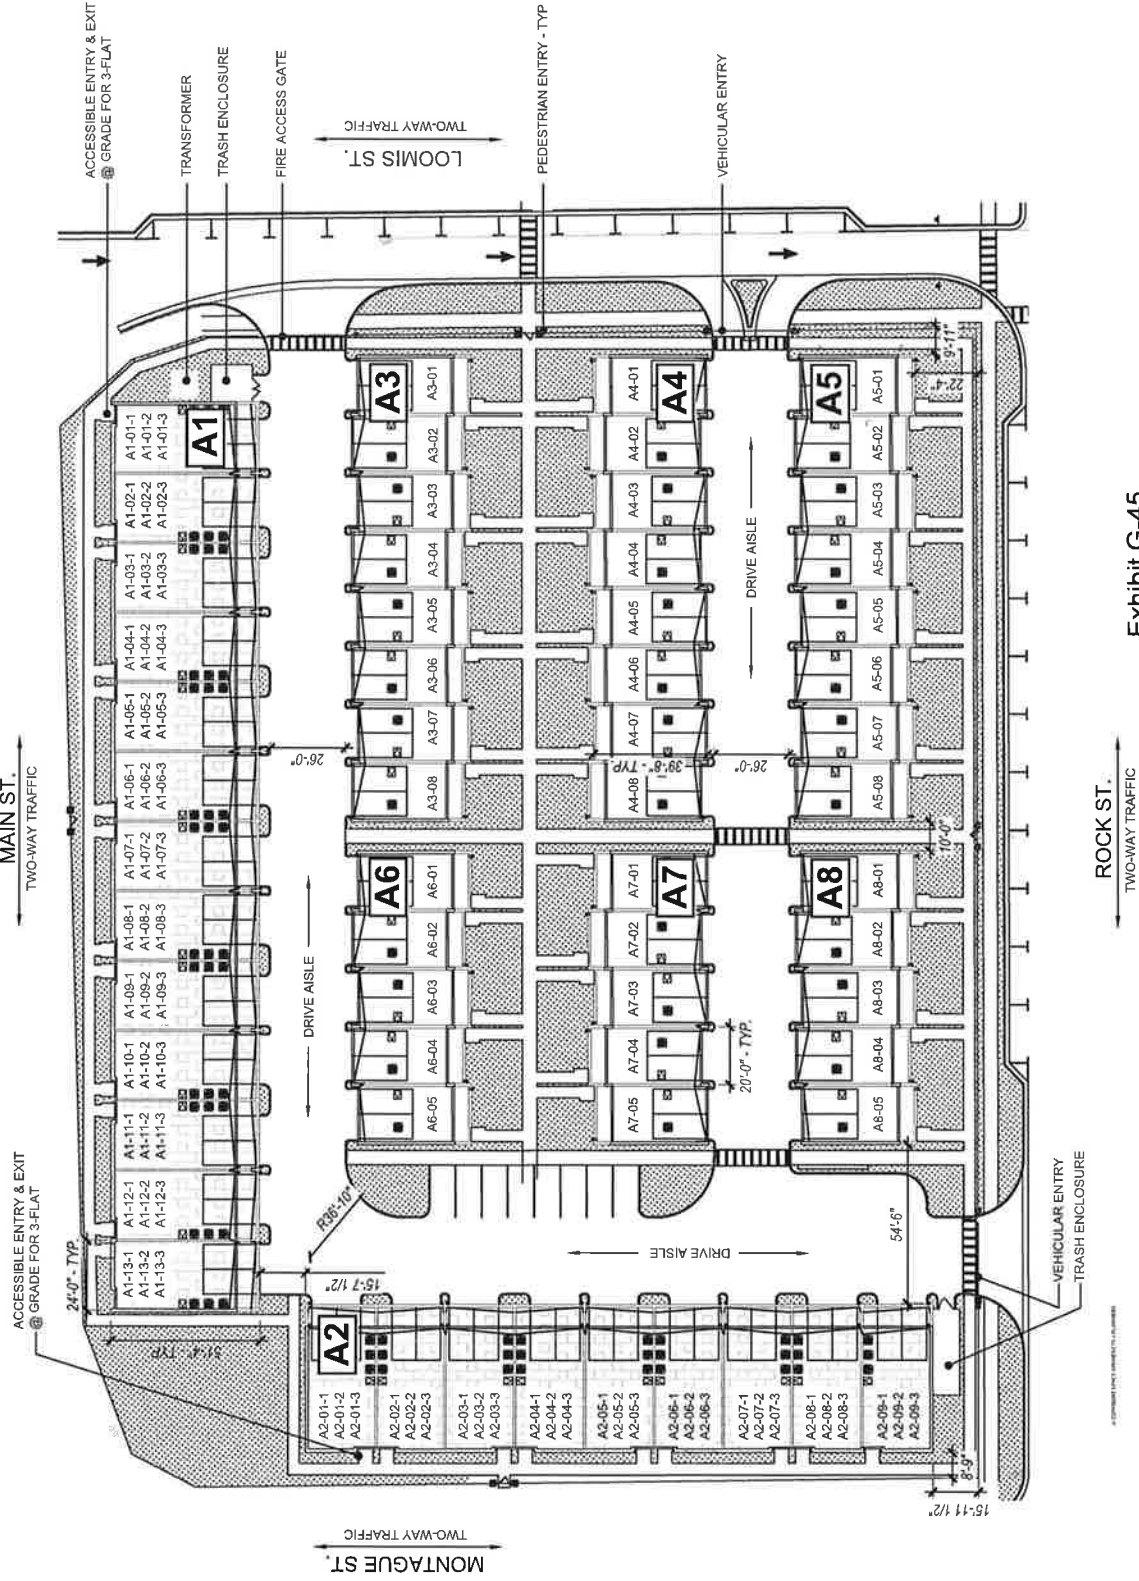 MAIN ST.
TWO-WAY TRAFFIC
LOOMIS ST.
TWO-WAY TRAFFIC
MONTAGUE ST.
TWO-WAY TRAFFIC
ROCK ST.
TWO-WAY TRAFFIC
Exhibit G-45
ACCESSIBLE ENTRY & EXIT
@ GRADE FOR 3-FLAT
TRANSFORMER
TRASH ENCLOSURE
FIRE ACCESS GATE
PEDESTRIAN ENTRY - TYP
VEHICULAR ENTRY
ACCESSIBLE ENTRY & EXIT
@ GRADE FOR 3-FLAT
VEHICULAR ENTRY
TRASH ENCLOSURE
A1
A1-13-1
A1-13-2
A1-13-3
A1-12-1
A1-12-2
A1-12-3
A1-11-1
A1-11-2
A1-11-3
A1-10-1
A1-10-2
A1-10-3
A1-09-1
A1-09-2
A1-09-3
A1-08-1
A1-08-2
A1-08-3
A1-07-1
A1-07-2
A1-07-3
A1-06-1
A1-06-2
A1-06-3
A1-05-1
A1-05-2
A1-05-3
A1-04-1
A1-04-2
A1-04-3
A1-03-1
A1-03-2
A1-03-3
A1-02-1
A1-02-2
A1-02-3
A1-01-1
A1-01-2
A1-01-3
24'-0" - TYP.
51'-4" TYP
15'-7 1/2"
R36'-10"
26'-0"
DRIVE AISLE
A2
A2-01-1
A2-01-2
A2-01-3
A2-02-1
A2-02-2
A2-02-3
A2-03-1
A2-03-2
A2-03-3
A2-04-1
A2-04-2
A2-04-3
A2-05-1
A2-05-2
A2-05-3
A2-06-1
A2-06-2
A2-06-3
A2-07-1
A2-07-2
A2-07-3
A2-08-1
A2-08-2
A2-08-3
A2-09-1
A2-09-2
A2-09-3
DRIVE AISLE
54'-6"
8'-9"
15'-11 1/2"
A6
A6-05
A6-04
A6-03
A6-02
A6-01
A3
A3-08
A3-07
A3-06
A3-05
A3-04
A3-03
A3-02
A3-01
A7
A7-05
A7-04
A7-03
A7-02
A7-01
A4
A4-08
A4-07
A4-06
A4-05
A4-04
A4-03
A4-02
A4-01
39'-8" - TYP.
20'-0" - TYP.
26'-0"
DRIVE AISLE
A8
A8-05
A8-04
A8-03
A8-02
A8-01
A5
A5-08
A5-07
A5-06
A5-05
A5-04
A5-03
A5-02
A5-01
10'-0"
22'-4"
9'-11"